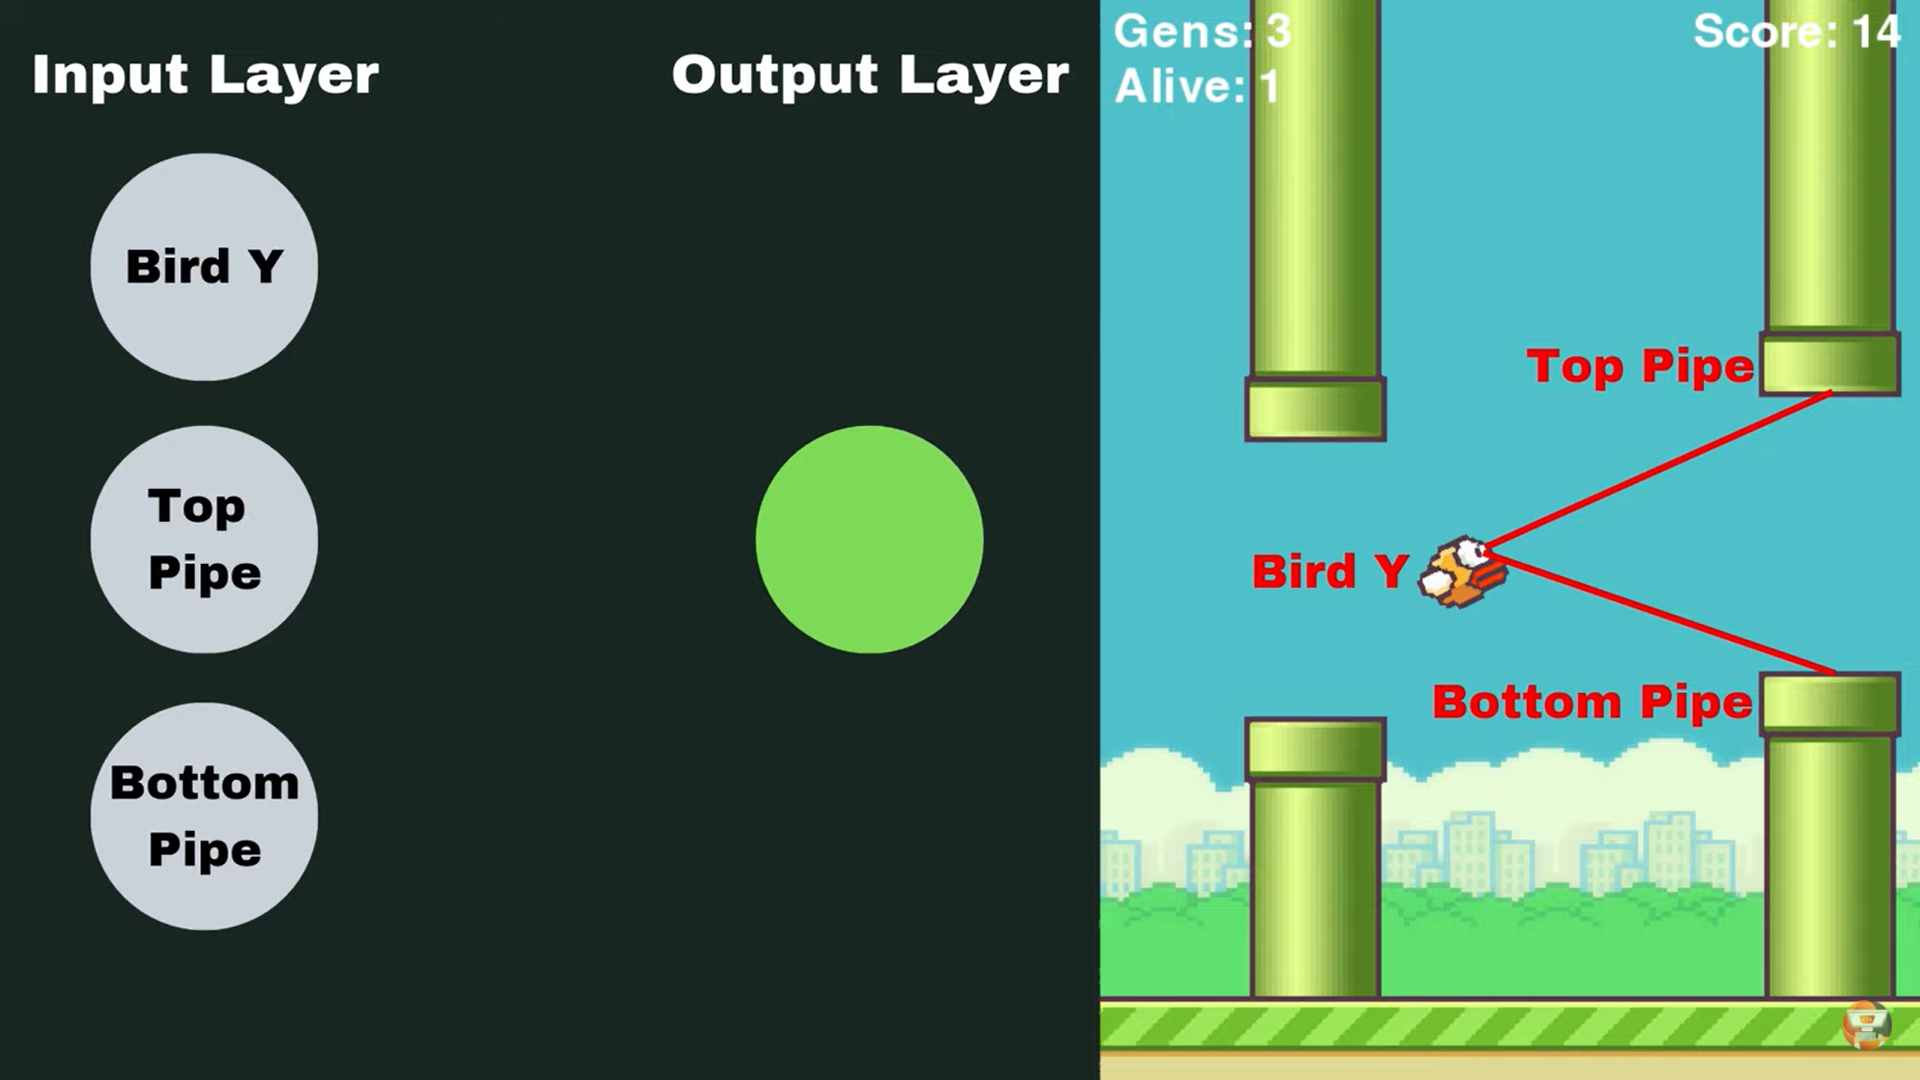 Input Layer
Output Layer
Bird Y
Top
Pipe
Bottom
Pipe
Gens: 3
Score: 14
Alive: 1
Top Pipe
Bird Y
Bottom Pipe